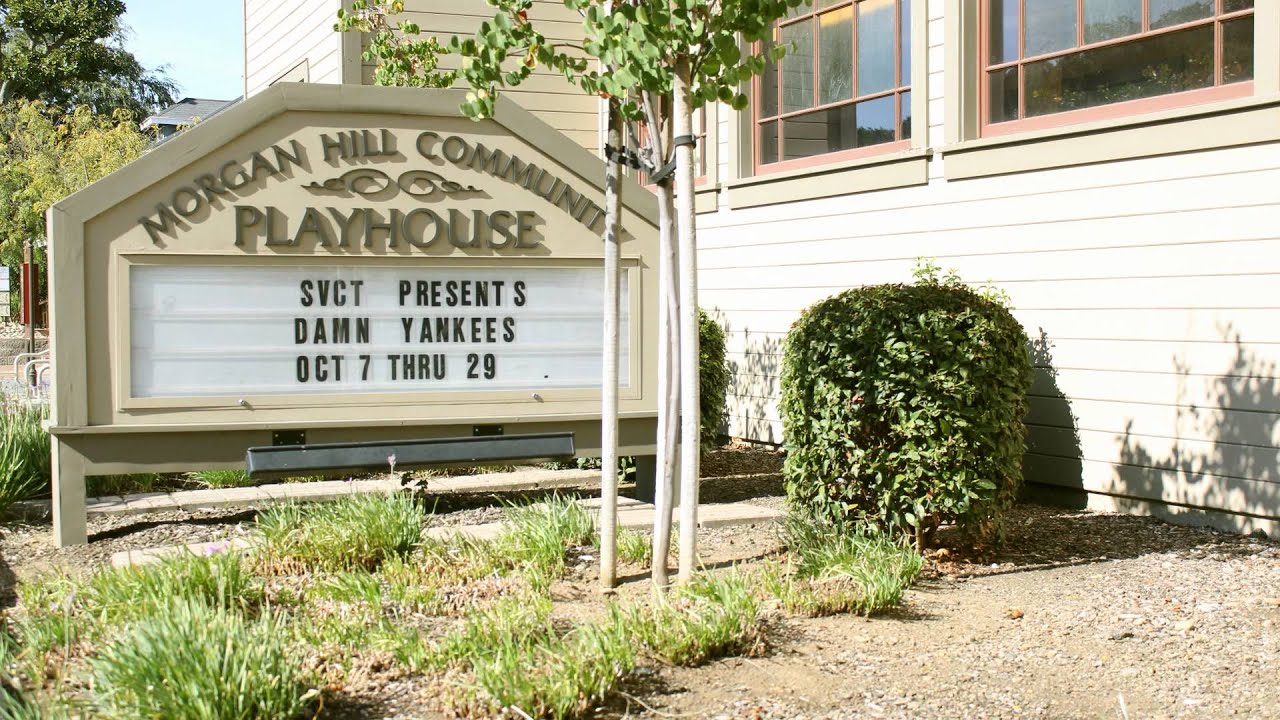 MORGAN HILL COMMUNITY
PLAYHOUSE
SVCT PRESENTS
DAMN YANKEES
OCT 7 THRU 29